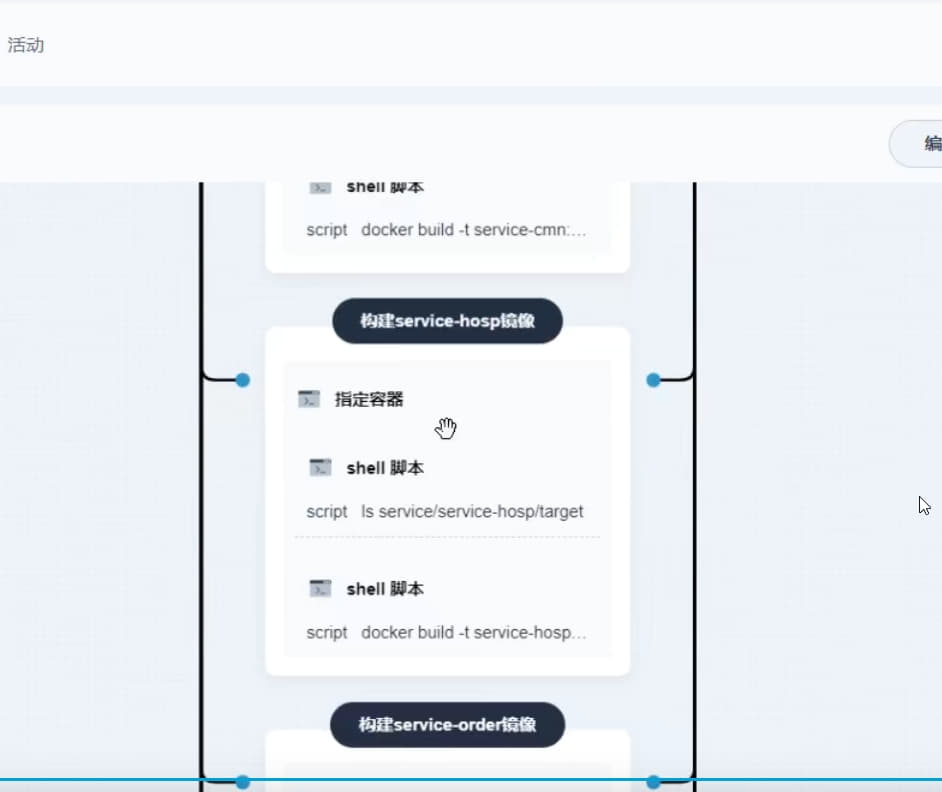 活动
编
shell 脚本
script docker build -t service-cmn:...
构建service-hosp镜像
指定容器
shell 脚本
script ls service/service-hosp/target
shell 脚本
script docker build -t service-hosp...
构建service-order镜像